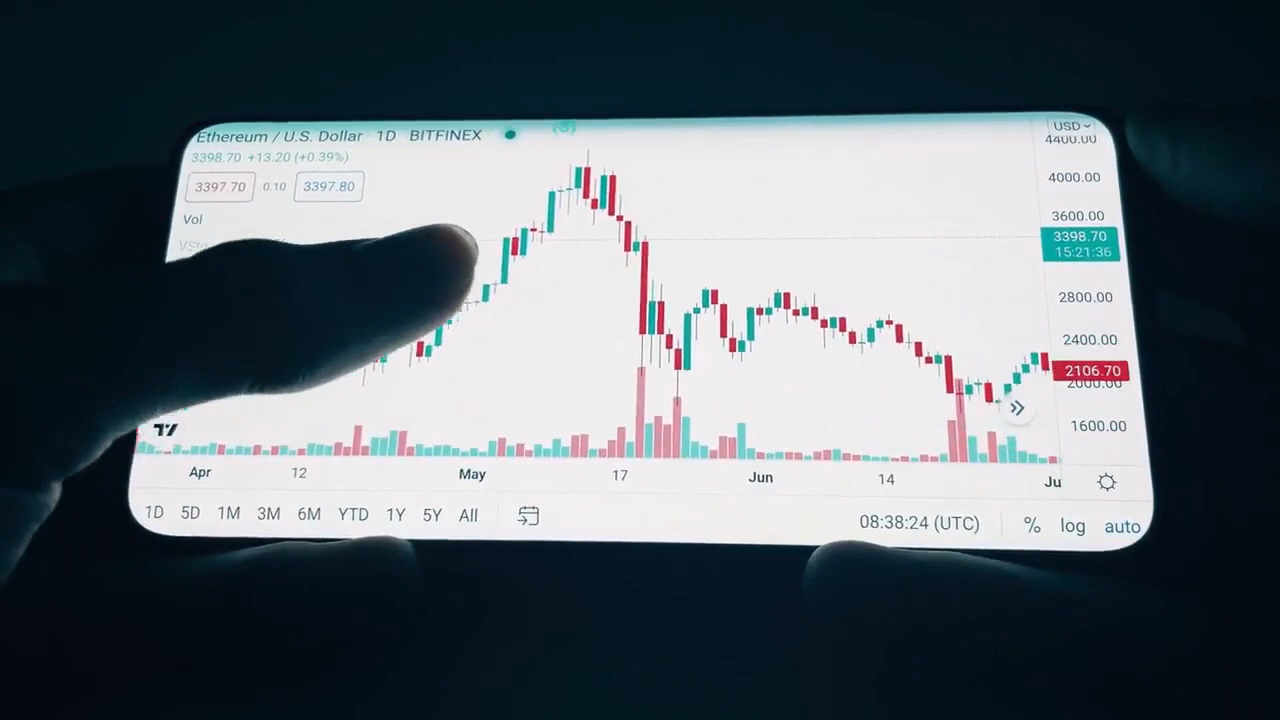 Ethereum / U.S. Dollar · 1D BITFINEX
3398.70 +13.20 (+0.39%)
3397.70 0.10 3397.80
Vol
USD
4400.00
4000.00
3600.00
3398.70
15:21:36
2800.00
2400.00
2106.70
2000.00
1600.00
Apr 12 May 17 Jun 14 Ju
1D 5D 1M 3M 6M YTD 1Y 5Y All
08:38:24 (UTC) % log auto